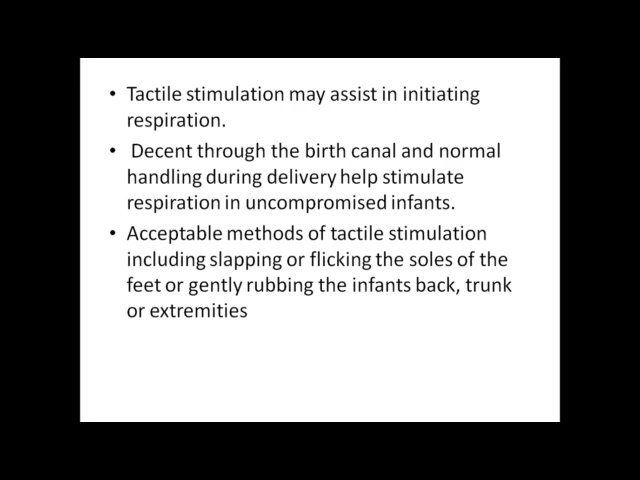 • Tactile stimulation may assist in initiating
respiration.
• Decent through the birth canal and normal
handling during delivery help stimulate
respiration in uncompromised infants.
• Acceptable methods of tactile stimulation
including slapping or flicking the soles of the
feet or gently rubbing the infants back, trunk
or extremities